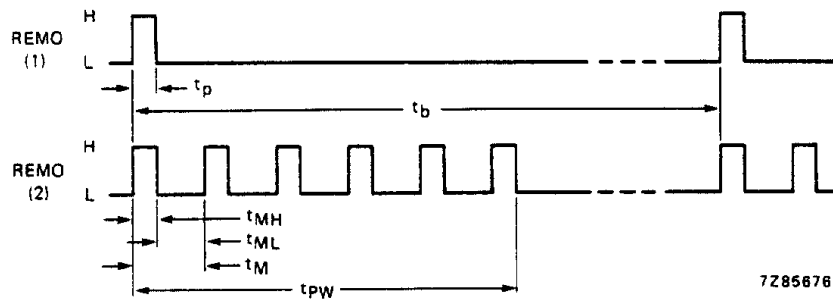 REMO
(1)
H
L
tp
tb
REMO
(2)
H
L
tMH
tML
tM
tPW
7Z85676